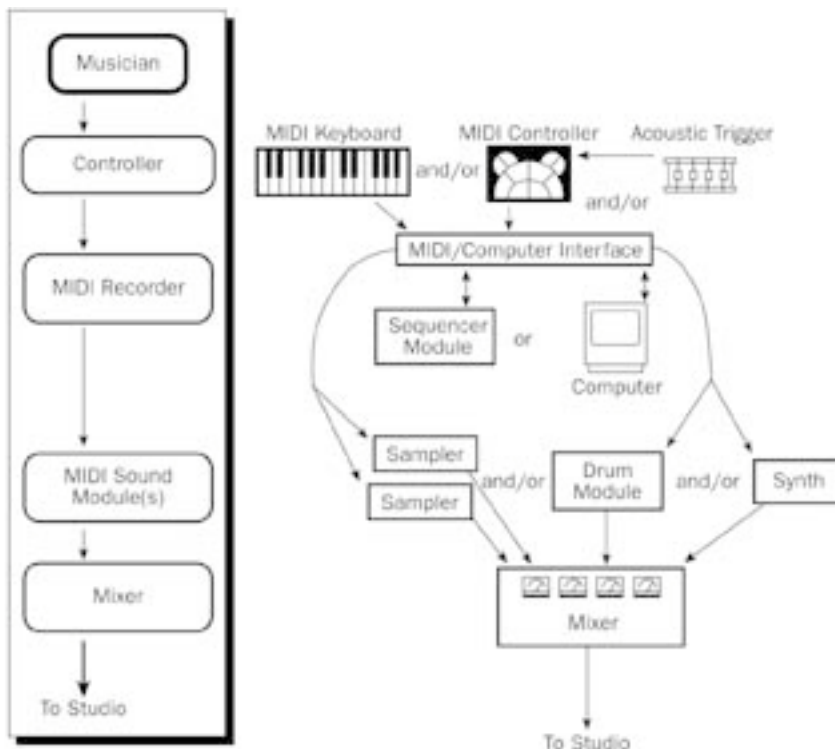 Musician
Controller
MIDI Recorder
MIDI Sound
Module(s)
Mixer
To Studio
MIDI Keyboard
and/or
MIDI Controller
Acoustic Trigger
and/or
MIDI/Computer Interface
Sequencer
Module
or
Computer
Sampler
Sampler
and/or
Drum
Module
and/or
Synth
Mixer
To Studio